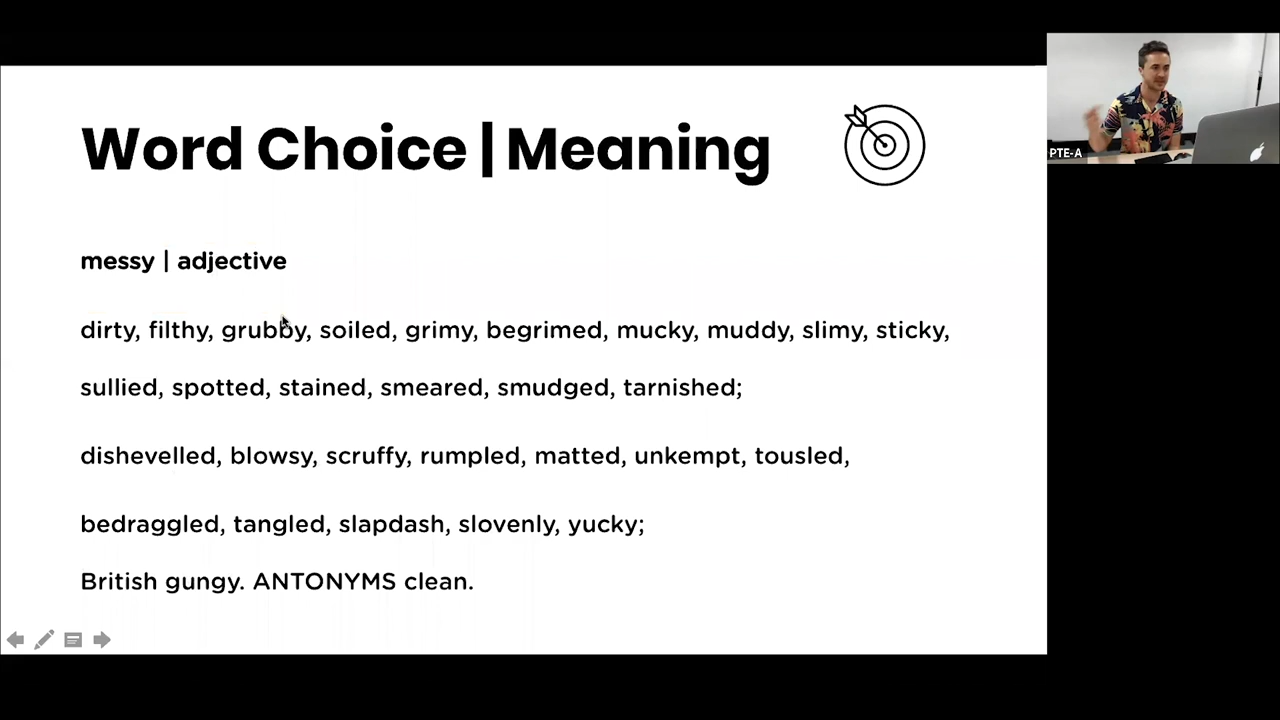 Word Choice | Meaning
PTE-A
messy | adjective
dirty, filthy, grubby, soiled, grimy, begrimed, mucky, muddy, slimy, sticky,
sullied, spotted, stained, smeared, smudged, tarnished;
dishevelled, blowsy, scruffy, rumpled, matted, unkempt, tousled,
bedraggled, tangled, slapdash, slovenly, yucky;
British gungy. ANTONYMS clean.